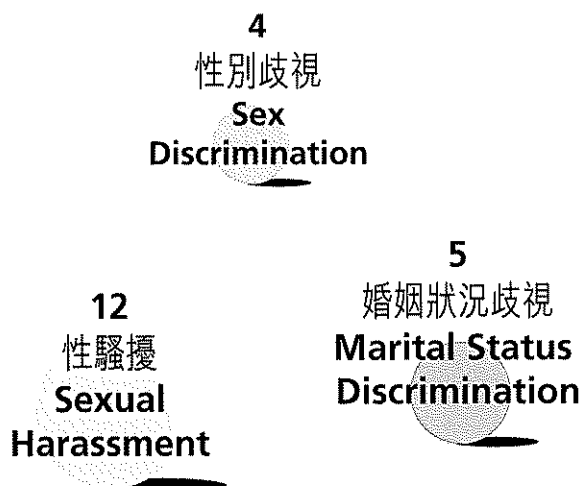 4
性別歧視
Sex
Discrimination
5
婚姻狀況歧視
Marital Status
Discrimination
12
性騷擾
Sexual
Harassment